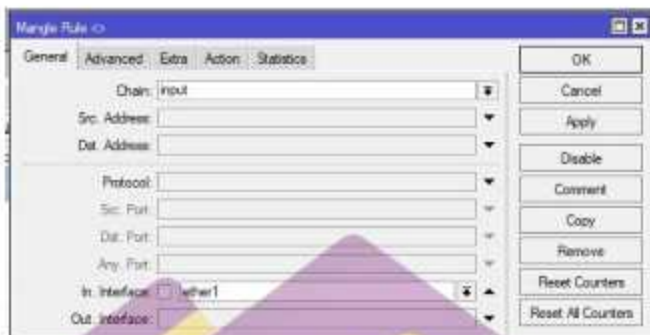 Mangle Rule <>
General Advanced Extra Action Statistics
OK
Chain: input
Cancel
Src. Address:
Apply
Dst. Address:
Disable
Protocol:
Comment
Src. Port:
Copy
Dst. Port:
Remove
Any. Port:
Reset Counters
In. Interface: ether1
Reset All Counters
Out. Interface: